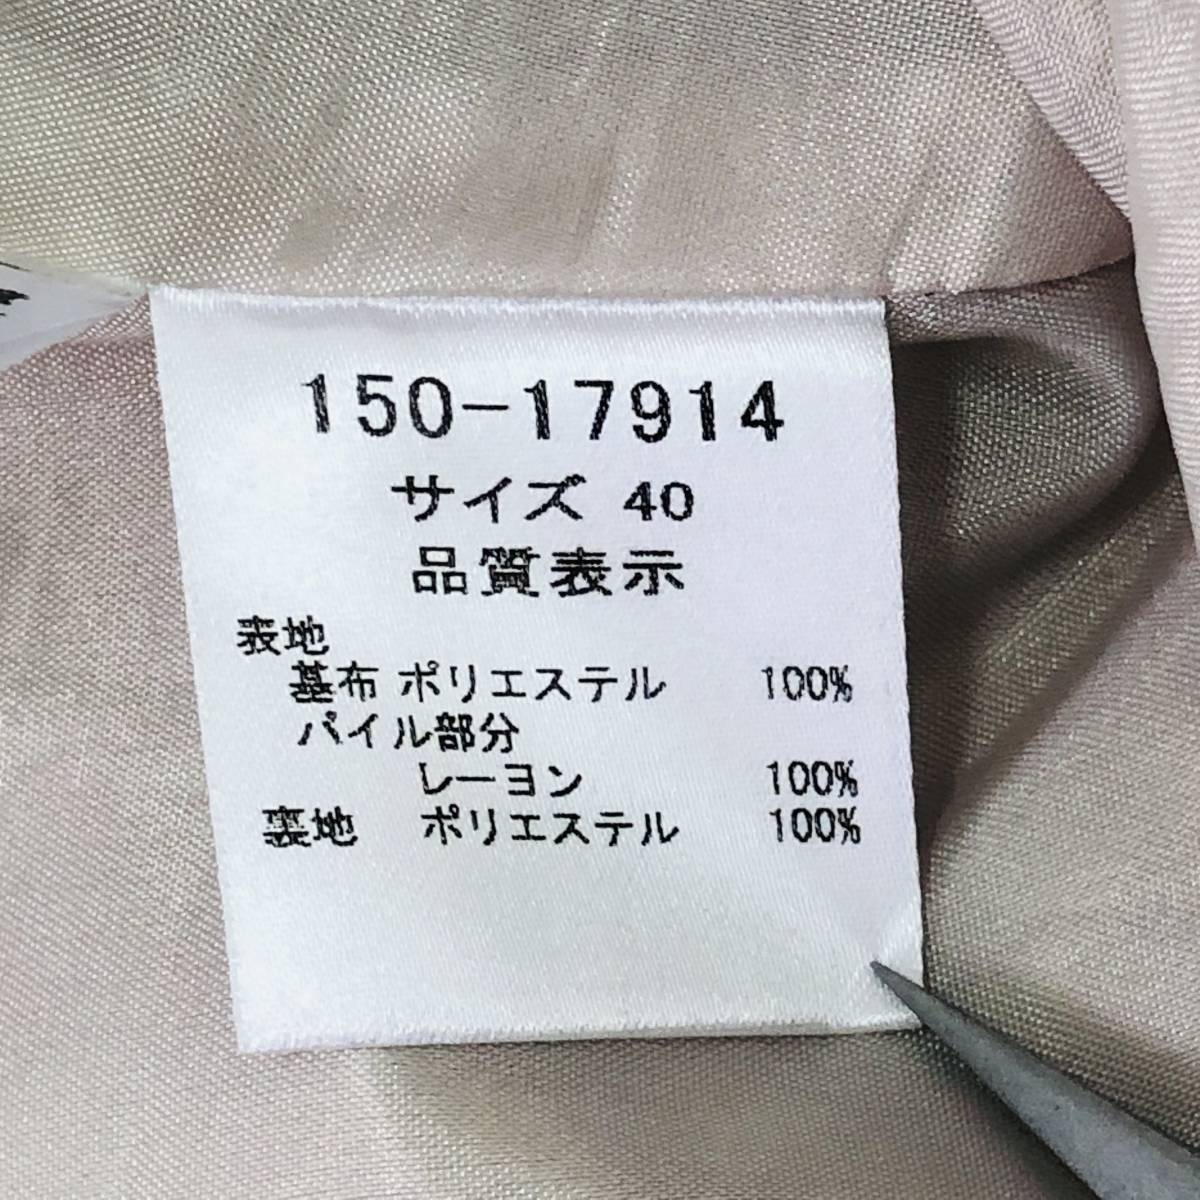 150-17914
サイズ 40
品質表示
表地
基布 ポリエステル 100%
パイル部分
レーヨン 100%
裏地 ポリエステル 100%